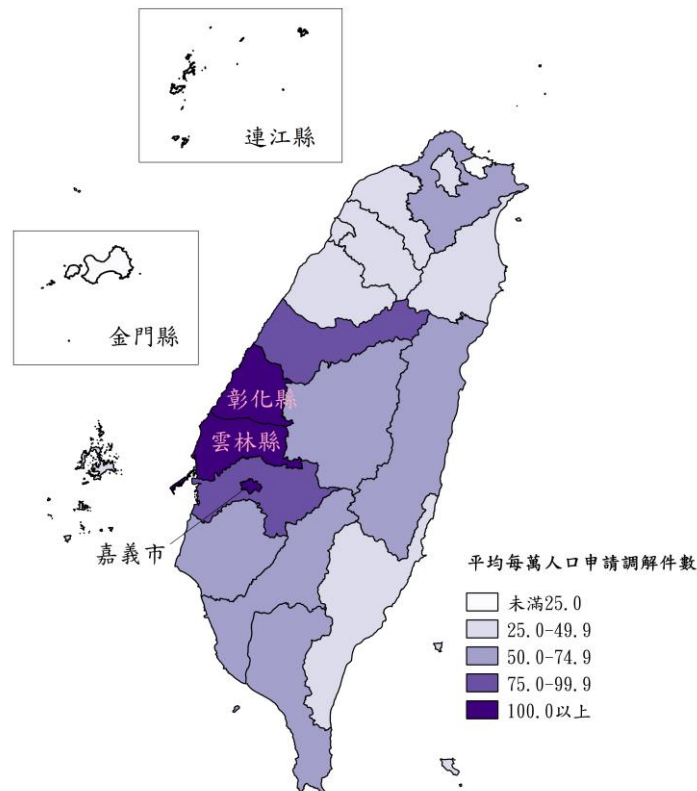 連江縣
金門縣
彰化縣
雲林縣
嘉義市
平均每萬人口申請調解件數
未滿25.0
25.0-49.9
50.0-74.9
75.0-99.9
100.0以上